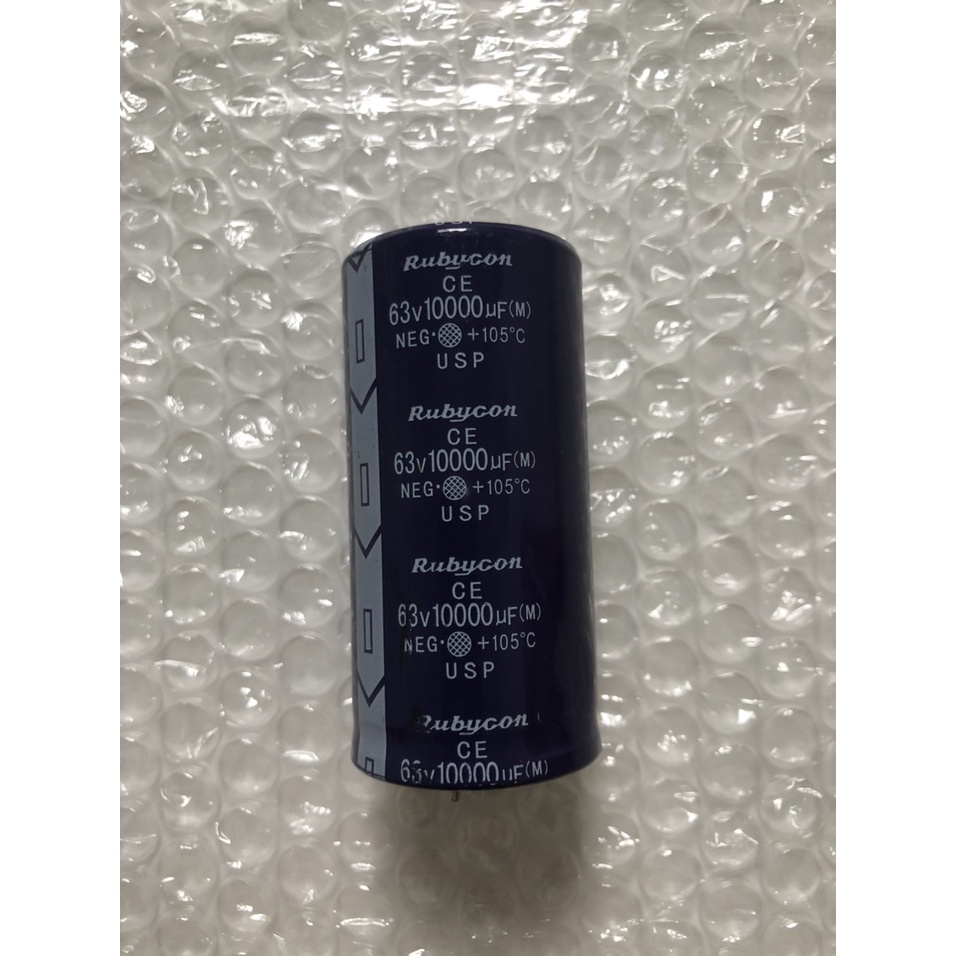 USP
Rubycon
CE
63v10000µF(M)
NEG· +105°C
USP
Rubycon
CE
63v10000µF(M)
NEG· +105°C
USP
Rubycon
CE
63v10000µF(M)
NEG· +105°C
USP
Rubycon
CE
63v10000µF(M)